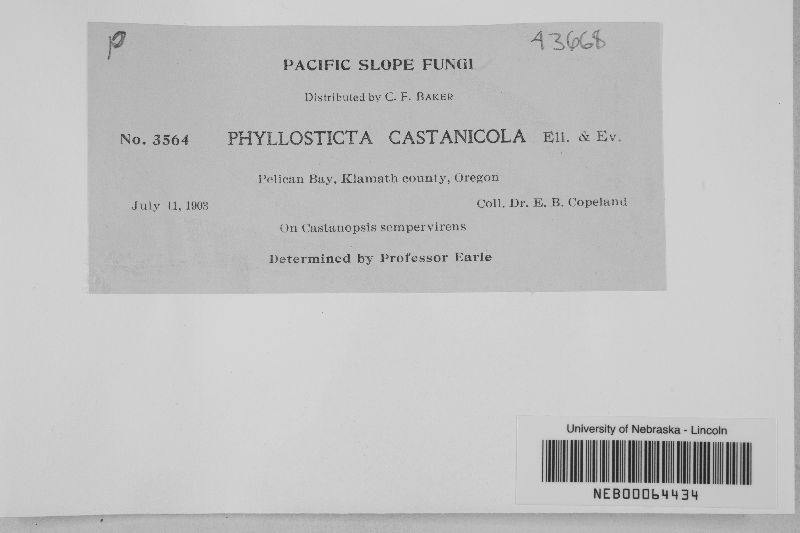 p
43668
PACIFIC SLOPE FUNGI
Distributed by C. F. BAKER
No. 3564 PHYLLOSTICTA CASTANICOLA Ell. & Ev.
Pelican Bay, Klamath county, Oregon
July 11, 1903 Coll. Dr. E. B. Copeland
On Castanopsis sempervirens
Determined by Professor Earle
University of Nebraska - Lincoln
NEB00064434